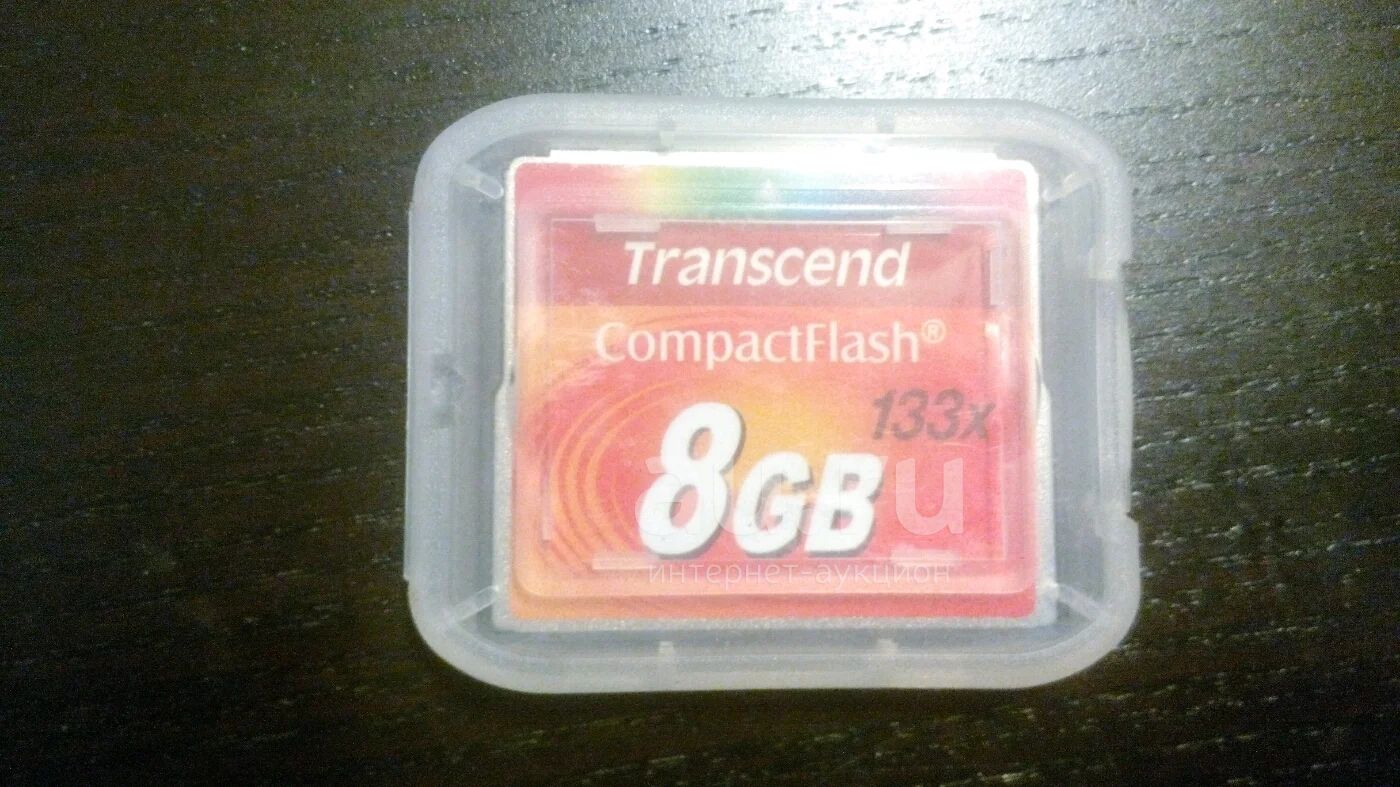 Transcend
CompactFlash®
133x
8GB
интернет-аукцион